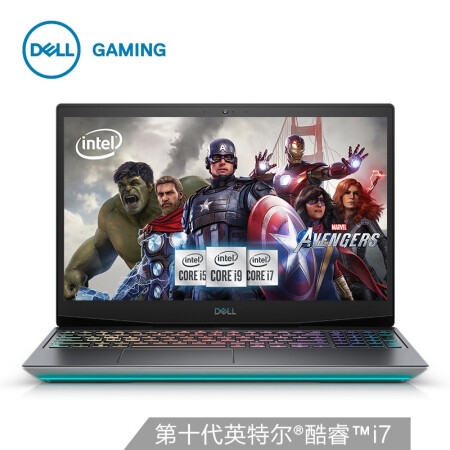 DELL GAMING
intel
MARVEL
AVENGERS
intel intel intel
CORE i5 CORE i9 CORE i7
DELL
第十代英特尔®酷睿™i7